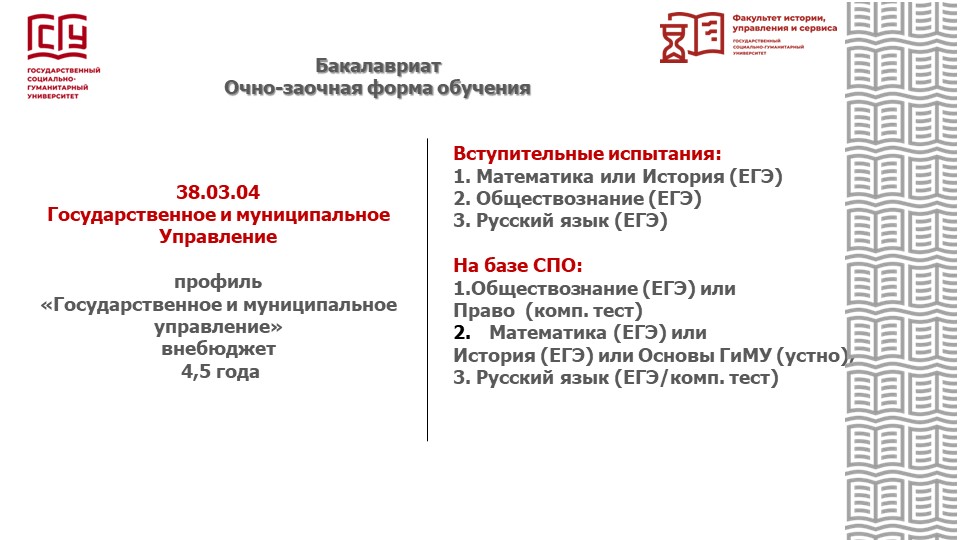 ГОСУДАРСТВЕННЫЙ
СОЦИАЛЬНО-
ГУМАНИТАРНЫЙ
УНИВЕРСИТЕТ
Факультет истории,
управления и сервиса
ГОСУДАРСТВЕННЫЙ
СОЦИАЛЬНО-ГУМАНИТАРНЫЙ
УНИВЕРСИТЕТ
Бакалавриат
Очно-заочная форма обучения
38.03.04
Государственное и муниципальное
Управление
профиль
«Государственное и муниципальное
управление»
внебюджет
4,5 года
Вступительные испытания:
1. Математика или История (ЕГЭ)
2. Обществознание (ЕГЭ)
3. Русский язык (ЕГЭ)
На базе СПО:
1.Обществознание (ЕГЭ) или
Право (комп. тест)
2. Математика (ЕГЭ) или
История (ЕГЭ) или Основы ГиМУ (устно),
3. Русский язык (ЕГЭ/комп. тест)